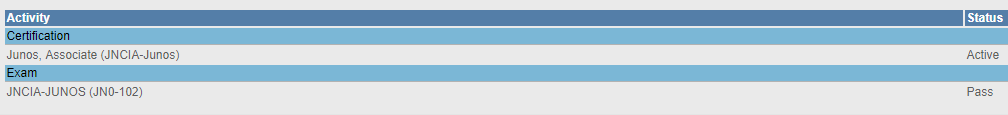 Activity Status
Certification
Junos, Associate (JNCIA-Junos) Active
Exam
JNCIA-JUNOS (JN0-102) Pass